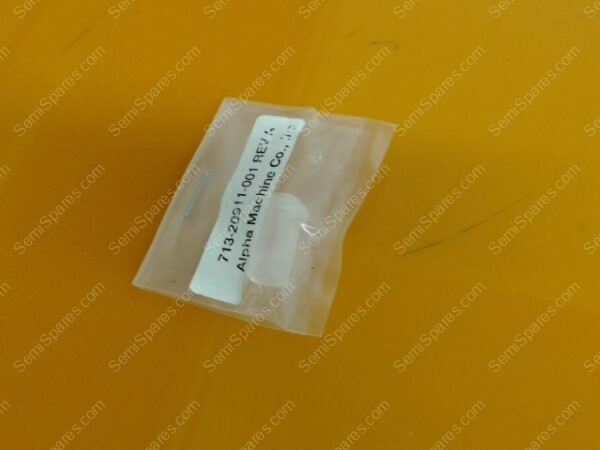 713-20911-001 REV.A
Alpha Machine Co.,
SemiSpares.com